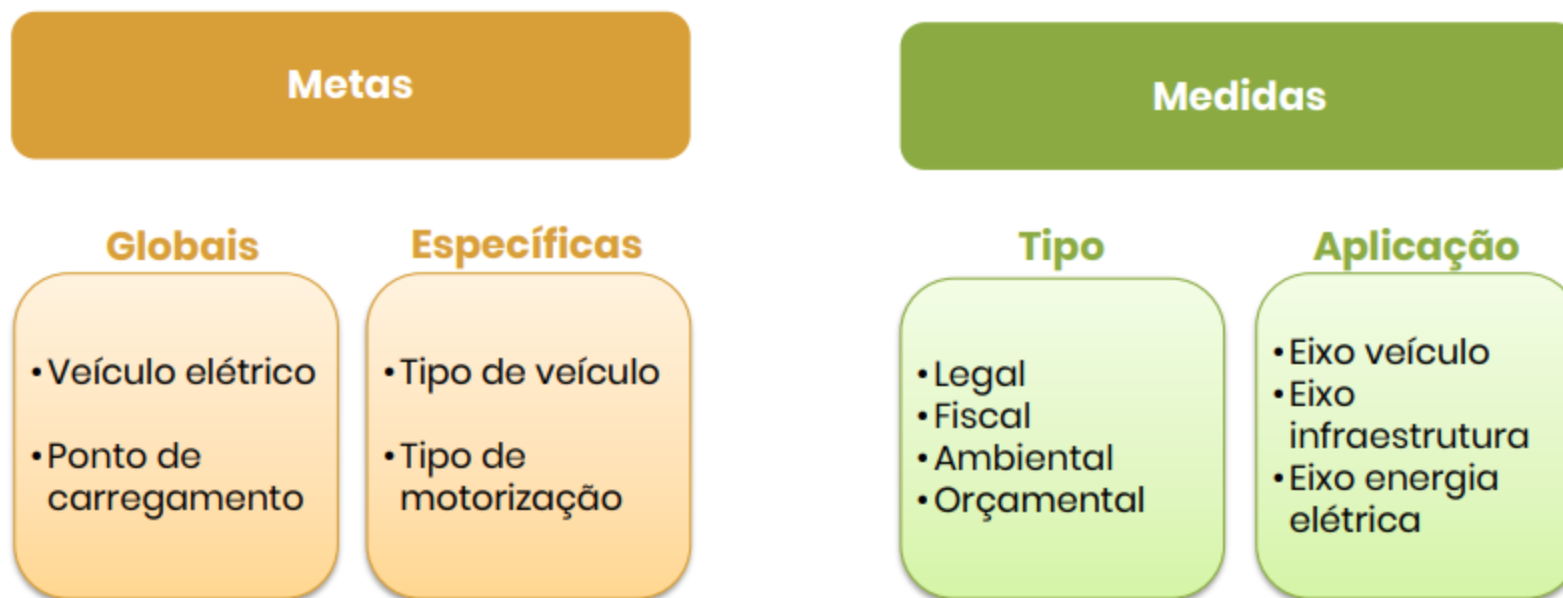 Metas
Globais
• Veículo elétrico
• Ponto de
carregamento
Específicas
• Tipo de veículo
• Tipo de
motorização
Medidas
Tipo
• Legal
• Fiscal
• Ambiental
• Orçamental
Aplicação
• Eixo veículo
• Eixo
infraestrutura
• Eixo energia
elétrica